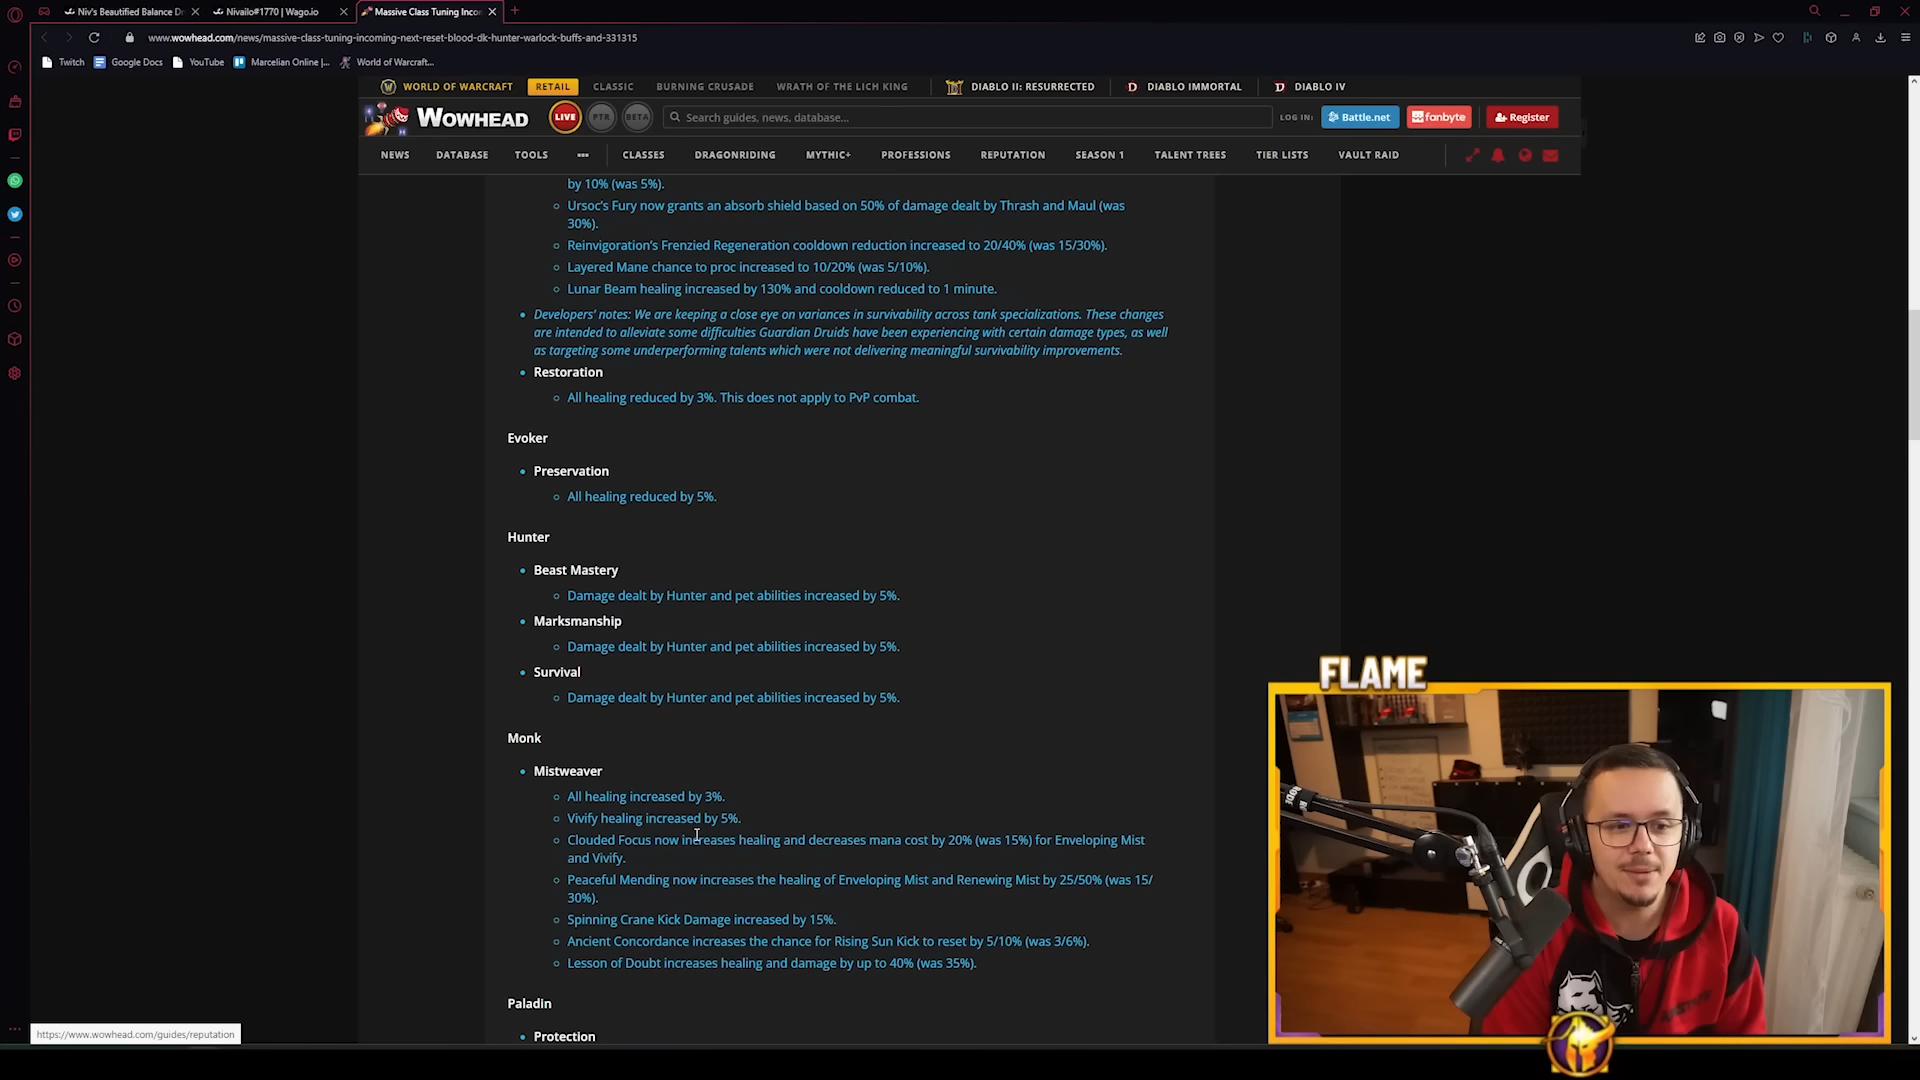 Niv's Beautified Balance Dr
Nivailo#1770 | Wago.io
Massive Class Tuning Inco
www.wowhead.com/news/massive-class-tuning-incoming-next-reset-blood-dk-hunter-warlock-buffs-and-331315
Twitch Google Docs YouTube Marcelian Online |... World of Warcraft...
WORLD OF WARCRAFT RETAIL CLASSIC BURNING CRUSADE WRATH OF THE LICH KING DIABLO II: RESURRECTED DIABLO IMMORTAL DIABLO IV
WOWHEAD LIVE PTR BETA Search guides, news, database... LOG IN: Battle.net fanbyte Register
NEWS DATABASE TOOLS ••• CLASSES DRAGONRIDING MYTHIC+ PROFESSIONS REPUTATION SEASON 1 TALENT TREES TIER LISTS VAULT RAID
by 10% (was 5%).
Ursoc's Fury now grants an absorb shield based on 50% of damage dealt by Thrash and Maul (was
30%).
Reinvigoration's Frenzied Regeneration cooldown reduction increased to 20/40% (was 15/30%).
Layered Mane chance to proc increased to 10/20% (was 5/10%).
Lunar Beam healing increased by 130% and cooldown reduced to 1 minute.
Developers' notes: We are keeping a close eye on variances in survivability across tank specializations. These changes
are intended to alleviate some difficulties Guardian Druids have been experiencing with certain damage types, as well
as targeting some underperforming talents which were not delivering meaningful survivability improvements.
Restoration
All healing reduced by 3%. This does not apply to PvP combat.
Evoker
Preservation
All healing reduced by 5%.
Hunter
Beast Mastery
Damage dealt by Hunter and pet abilities increased by 5%.
Marksmanship
Damage dealt by Hunter and pet abilities increased by 5%.
Survival
Damage dealt by Hunter and pet abilities increased by 5%.
Monk
Mistweaver
All healing increased by 3%.
Vivify healing increased by 5%.
Clouded Focus now increases healing and decreases mana cost by 20% (was 15%) for Enveloping Mist
and Vivify.
Peaceful Mending now increases the healing of Enveloping Mist and Renewing Mist by 25/50% (was 15/
30%).
Spinning Crane Kick Damage increased by 15%.
Ancient Concordance increases the chance for Rising Sun Kick to reset by 5/10% (was 3/6%).
Lesson of Doubt increases healing and damage by up to 40% (was 35%).
Paladin
Protection
https://www.wowhead.com/guides/reputation
FLAME
RODE